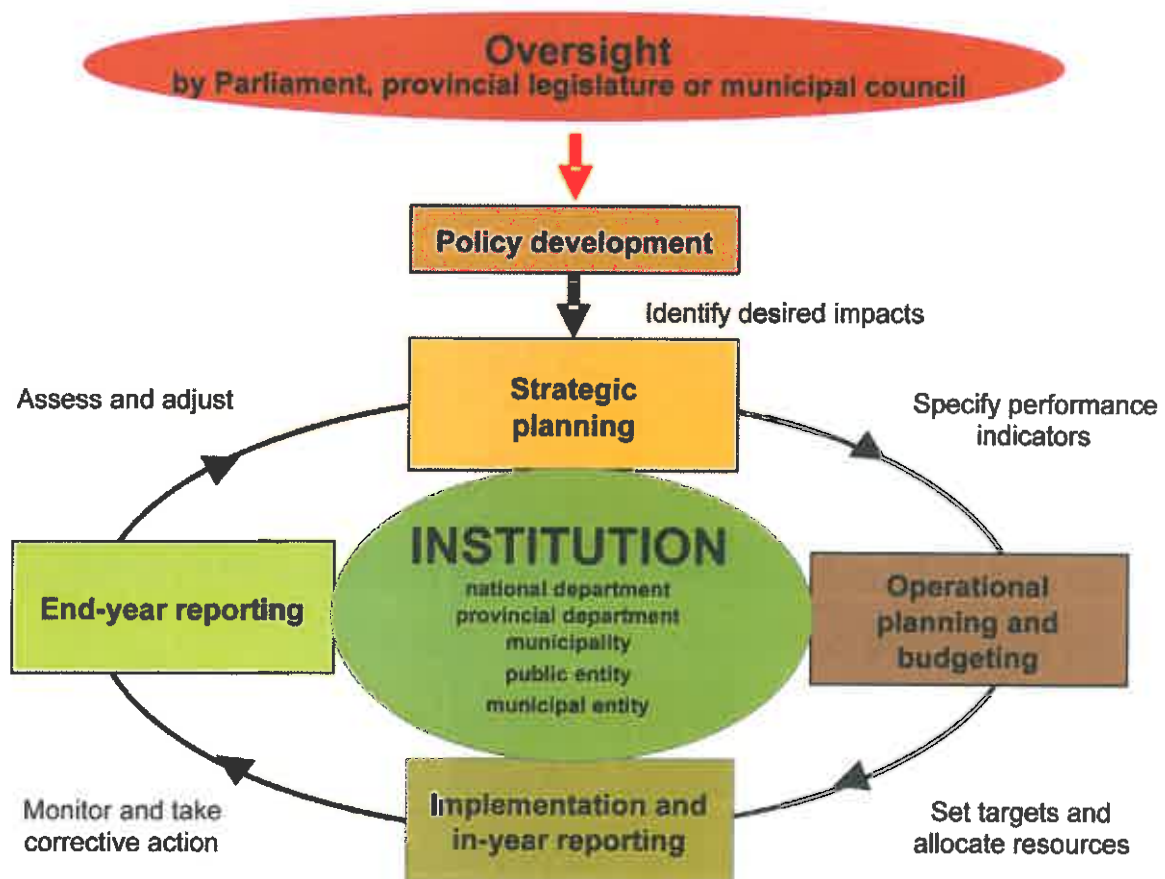 Oversight
by Parliament, provincial legislature or municipal council
Policy development
Identify desired impacts
Strategic
planning
Assess and adjust
Specify performance
indicators
INSTITUTION
national department
provincial department
municipality
public entity
municipal entity
End-year reporting
Operational
planning and
budgeting
Implementation and
in-year reporting
Monitor and take
corrective action
Set targets and
allocate resources